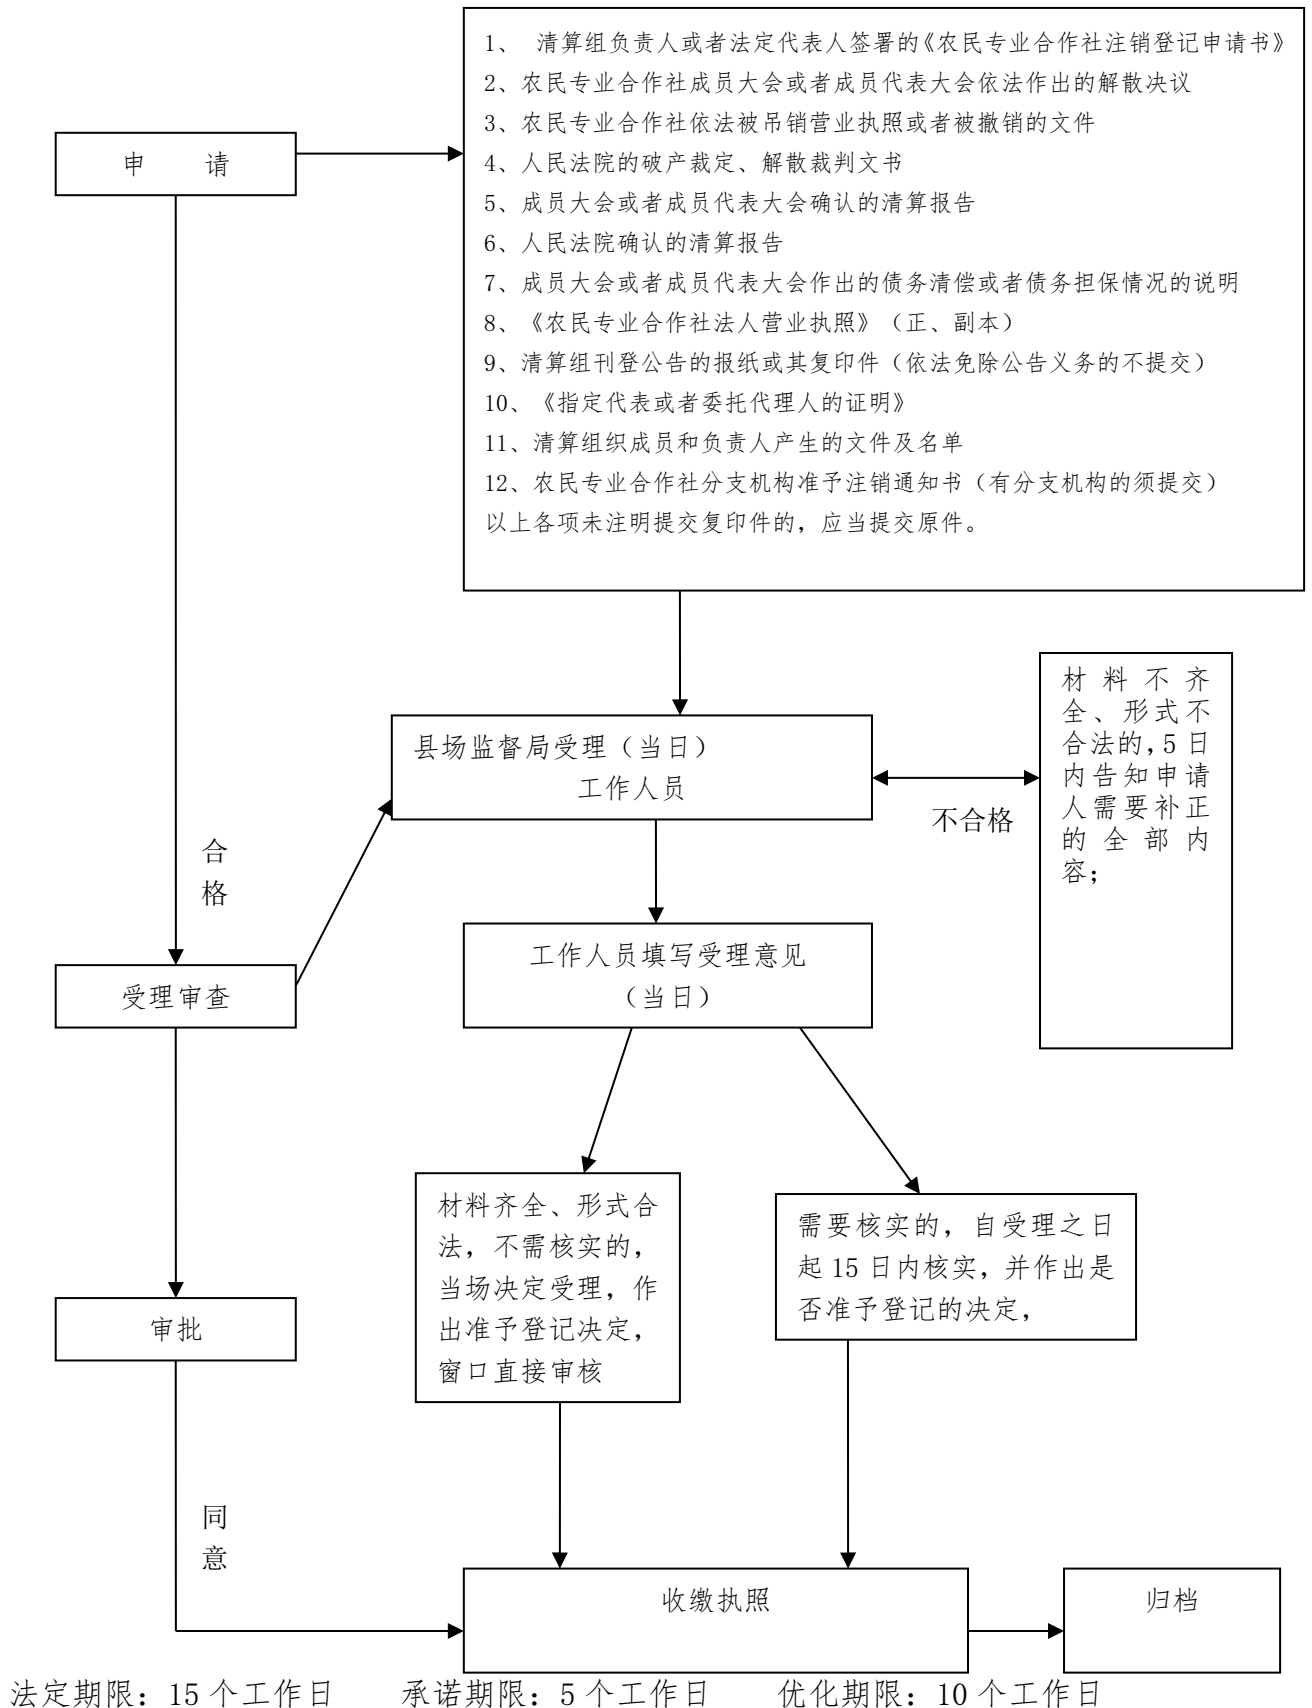 1、 清算组负责人或者法定代表人签署的《农民专业合作社注销登记申请书》
2、农民专业合作社成员大会或者成员代表大会依法作出的解散决议
3、农民专业合作社依法被吊销营业执照或者被撤销的文件
4、人民法院的破产裁定、解散裁判文书
5、成员大会或者成员代表大会确认的清算报告
6、人民法院确认的清算报告
7、成员大会或者成员代表大会作出的债务清偿或者债务担保情况的说明
8、《农民专业合作社法人营业执照》（正、副本）
9、清算组刊登公告的报纸或其复印件（依法免除公告义务的不提交）
10、《指定代表或者委托代理人的证明》
11、清算组织成员和负责人产生的文件及名单
12、农民专业合作社分支机构准予注销通知书（有分支机构的须提交）
以上各项未注明提交复印件的，应当提交原件。
申 请
材料不齐
全、形式不
合法的，5日
内告知申请
人需要补正
的全部内
容；
县场监督局受理（当日）
工作人员
不合格
合
格
工作人员填写受理意见
（当日）
受理审查
材料齐全、形式合
法，不需核实的，
当场决定受理，作
出准予登记决定，
窗口直接审核
需要核实的，自受理之日
起15日内核实，并作出是
否准予登记的决定，
审批
同
意
收缴执照
归档
法定期限：15个工作日 承诺期限：5个工作日 优化期限：10个工作日